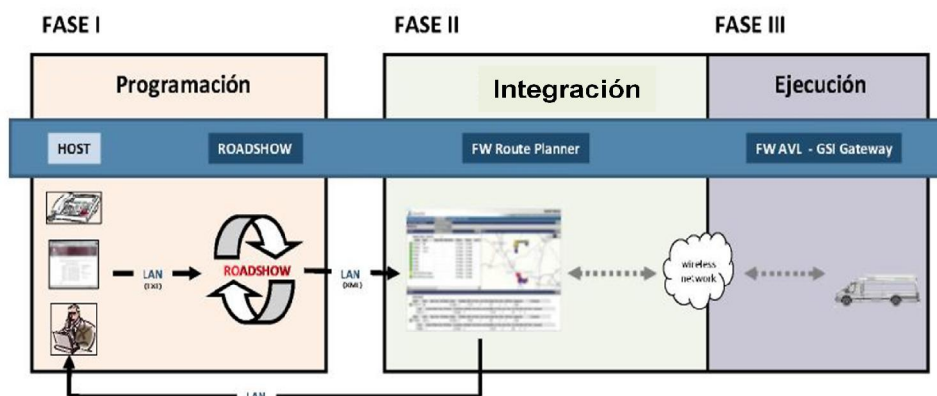 FASE I
FASE II
FASE III
Programación
Integración
Ejecución
HOST
ROADSHOW
FW Route Planner
FW AVL - GSI Gateway
LAN
(TXT)
ROADSHOW
LAN
(XML)
wireless
network
LAN